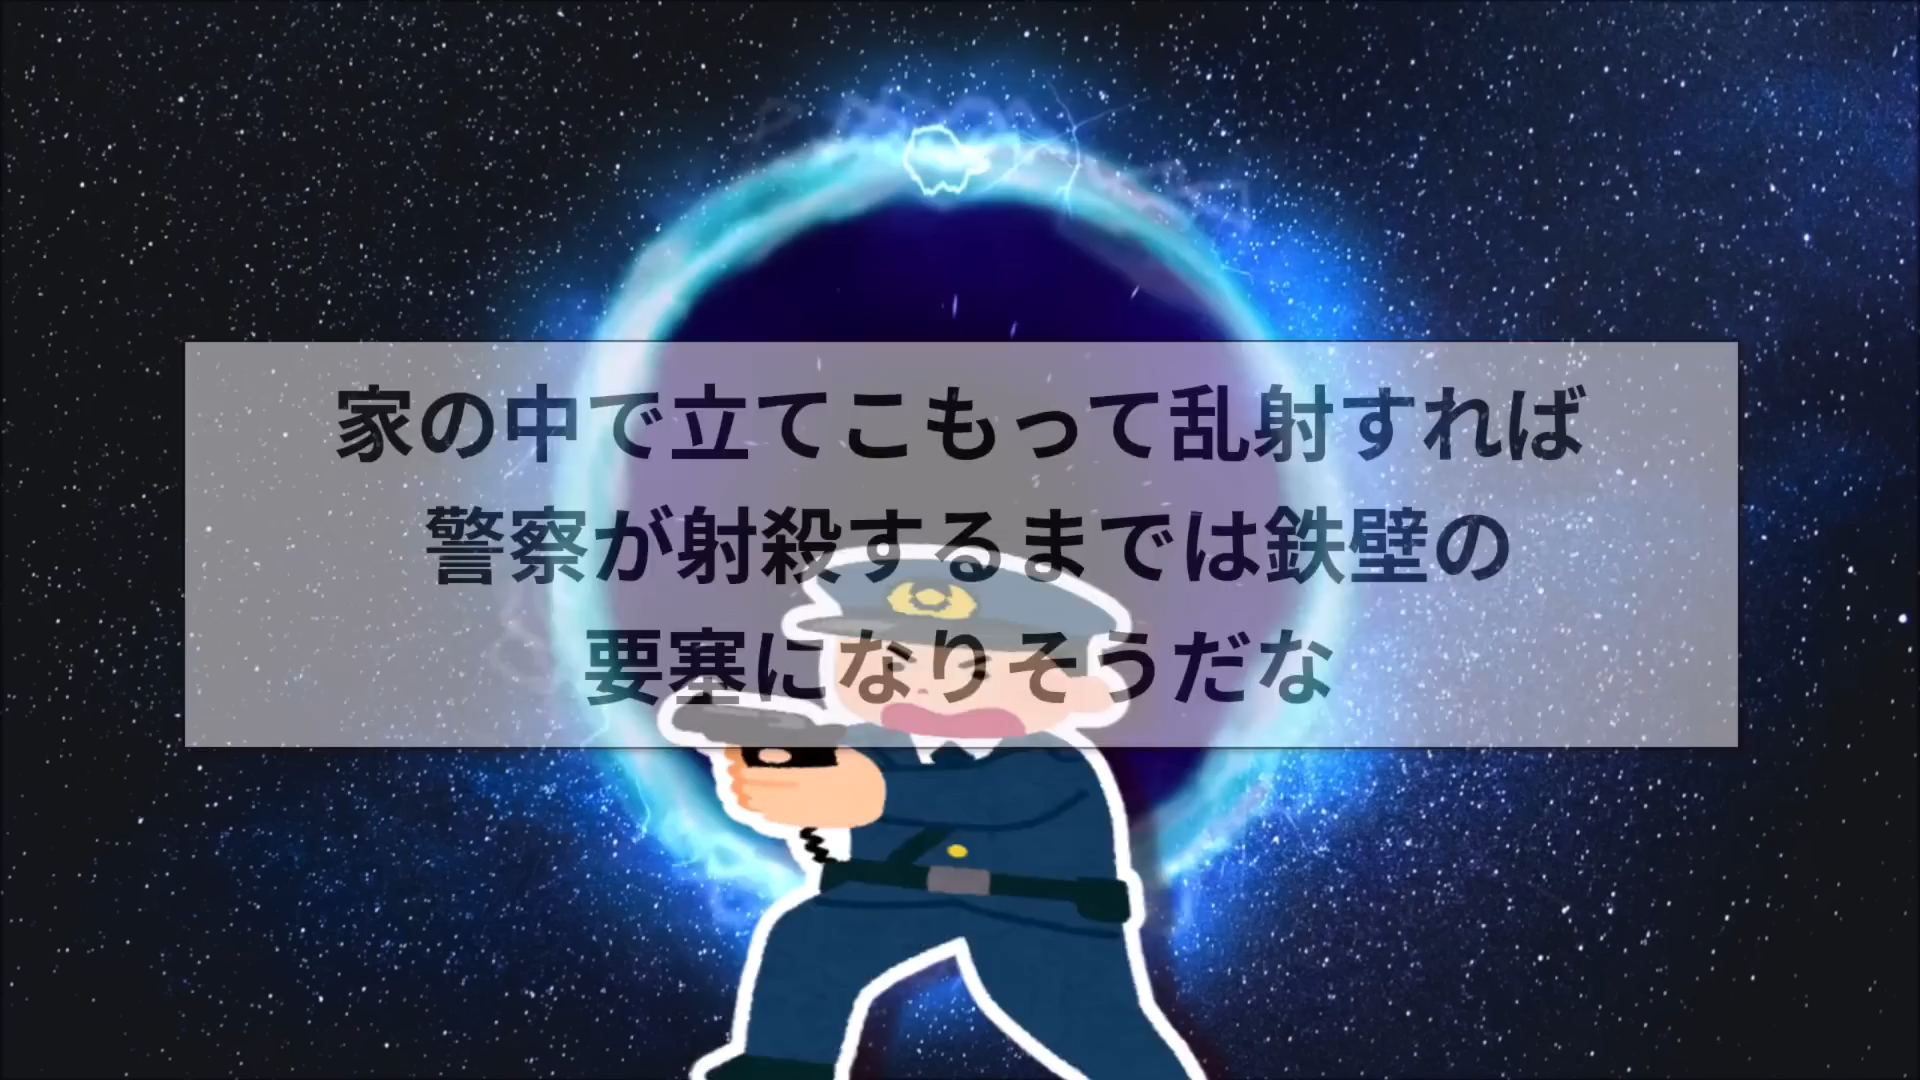 家の中で立てこもって乱射すれば
警察が射殺するまでは鉄壁の
要塞になりそうだな